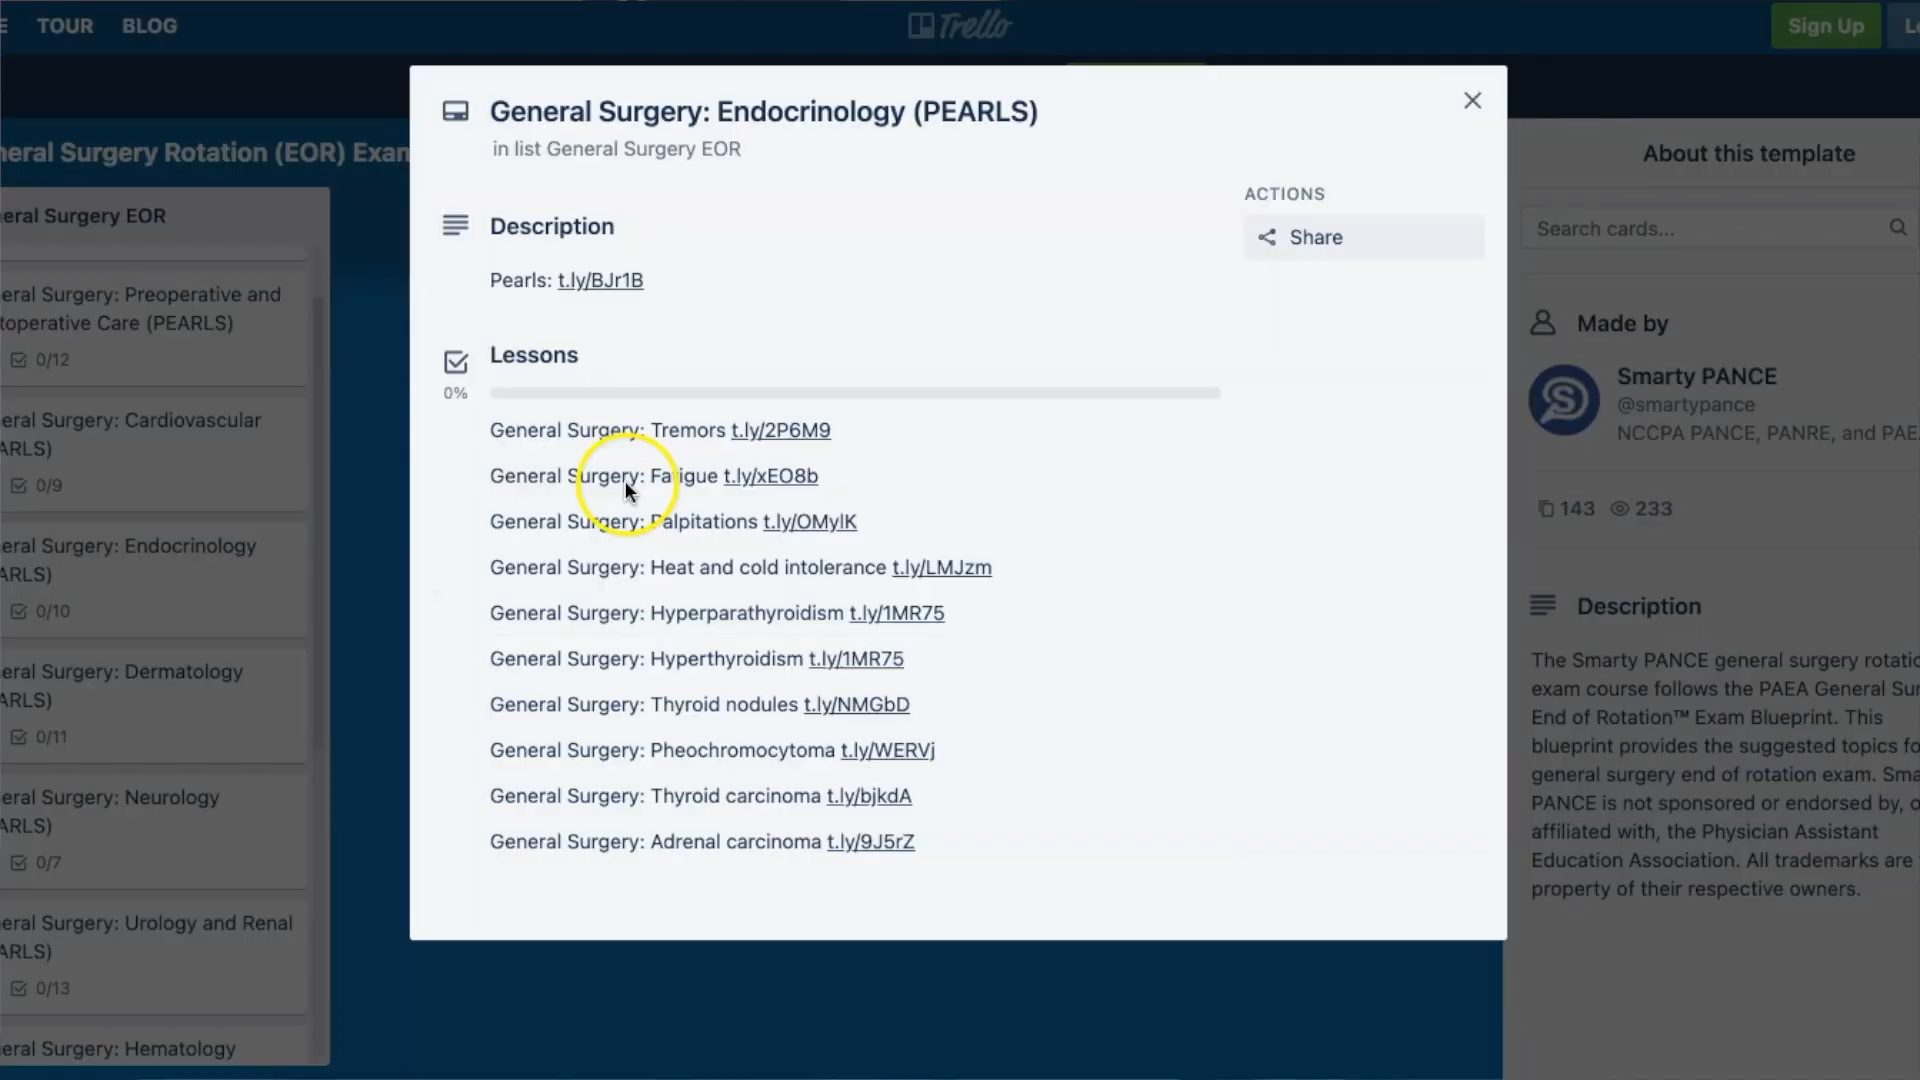 E TOUR BLOG
Trello
Sign Up
General Surgery: Endocrinology (PEARLS)
in list General Surgery EOR
neral Surgery Rotation (EOR) Exan
About this template
ACTIONS
eral Surgery EOR
Description
Share
Search cards...
Pearls: t.ly/BJr1B
eral Surgery: Preoperative and
toperative Care (PEARLS)
0/12
Made by
Lessons
0%
Smarty PANCE
@smartypance
NCCPA PANCE, PANRE, and PAE
eral Surgery: Cardiovascular
ARLS)
0/9
General Surgery: Tremors t.ly/2P6M9
General Surgery: Fatigue t.ly/xEO8b
General Surgery: Palpitations t.ly/OMylK
General Surgery: Heat and cold intolerance t.ly/LMJzm
General Surgery: Hyperparathyroidism t.ly/1MR75
General Surgery: Hyperthyroidism t.ly/1MR75
General Surgery: Thyroid nodules t.ly/NMGbD
General Surgery: Pheochromocytoma t.ly/WERVj
General Surgery: Thyroid carcinoma t.ly/bjkdA
General Surgery: Adrenal carcinoma t.ly/9J5rZ
143 233
eral Surgery: Endocrinology
ARLS)
0/10
Description
The Smarty PANCE general surgery rotatio
exam course follows the PAEA General Sur
End of Rotation™ Exam Blueprint. This
blueprint provides the suggested topics fo
general surgery end of rotation exam. Sma
PANCE is not sponsored or endorsed by, o
affiliated with, the Physician Assistant
Education Association. All trademarks are
property of their respective owners.
eral Surgery: Dermatology
ARLS)
0/11
eral Surgery: Neurology
ARLS)
0/7
eral Surgery: Urology and Renal
ARLS)
0/13
eral Surgery: Hematology